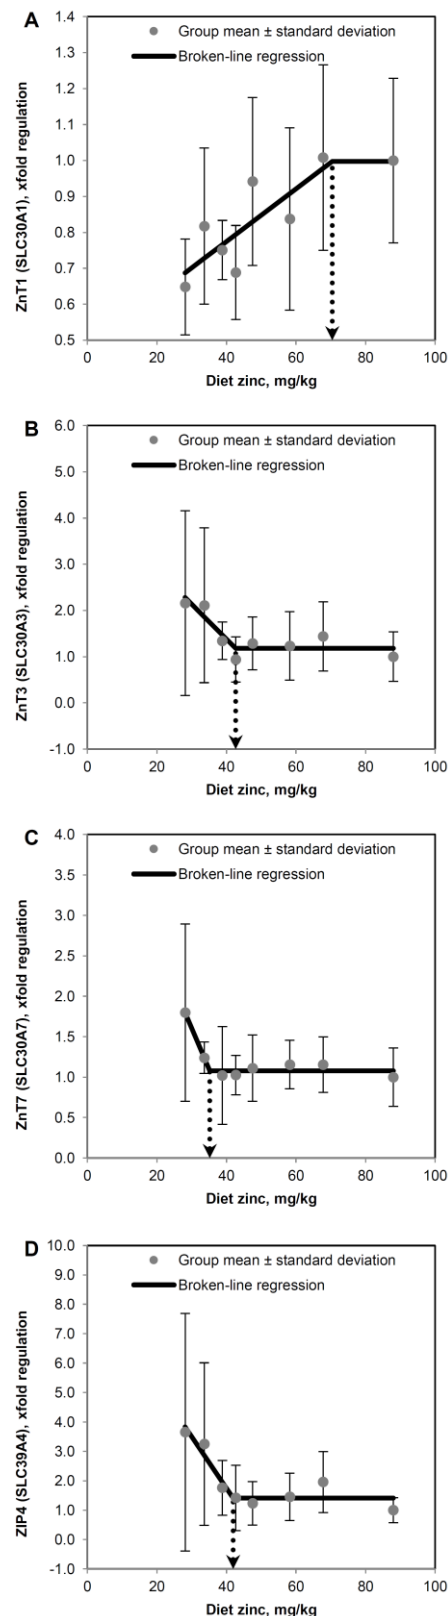 A
Group mean ± standard deviation
Broken-line regression
ZnT1 (SLC30A1), xfold regulation
1.4
1.3
1.2
1.1
1.0
0.9
0.8
0.7
0.6
0.5
0 20 40 60 80 100
Diet zinc, mg/kg
B
Group mean ± standard deviation
Broken-line regression
ZnT3 (SLC30A3), xfold regulation
6.0
5.0
4.0
3.0
2.0
1.0
0.0
-1.0
0 20 40 60 80 100
Diet zinc, mg/kg
C
Group mean ± standard deviation
Broken-line regression
ZnT7 (SLC30A7), xfold regulation
4.0
3.5
3.0
2.5
2.0
1.5
1.0
0.5
0.0
0 20 40 60 80 100
Diet zinc, mg/kg
D
Group mean ± standard deviation
Broken-line regression
ZIP4 (SLC39A4), xfold regulation
10.0
9.0
8.0
7.0
6.0
5.0
4.0
3.0
2.0
1.0
0.0
-1.0
0 20 40 60 80 100
Diet zinc, mg/kg